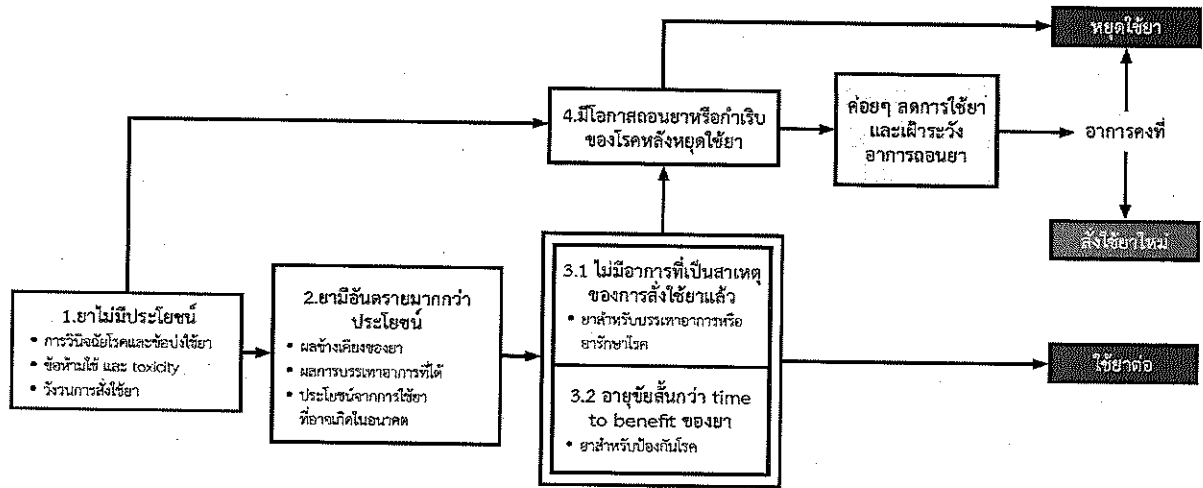 หยุดใช้ยา
4.มีโอกาสถอนยาหรือกำเริบ
ของโรคหลังหยุดใช้ยา
ค่อยๆ ลดการใช้ยา
และเฝ้าระวัง
อาการถอนยา
อาการคงที่
สั่งใช้ยาใหม่
1.ยาไม่มีประโยชน์
• การวินิจฉัยโรคและข้อบ่งใช้ยา
• ข้อห้ามใช้ และ toxicity
• วังวนการสั่งใช้ยา
2.ยามีอันตรายมากกว่า
ประโยชน์
• ผลข้างเคียงของยา
• ผลการบรรเทาอาการที่ได้
• ประโยชน์จากการใช้ยา
ที่อาจเกิดในอนาคต
3.1 ไม่มีอาการที่เป็นสาเหตุ
ของการสั่งใช้ยาแล้ว
• ยาสำหรับบรรเทาอาการหรือ
ยารักษาโรค
3.2 อายุขัยสั้นกว่า time
to benefit ของยา
• ยาสำหรับป้องกันโรค
ใช้ยาต่อ